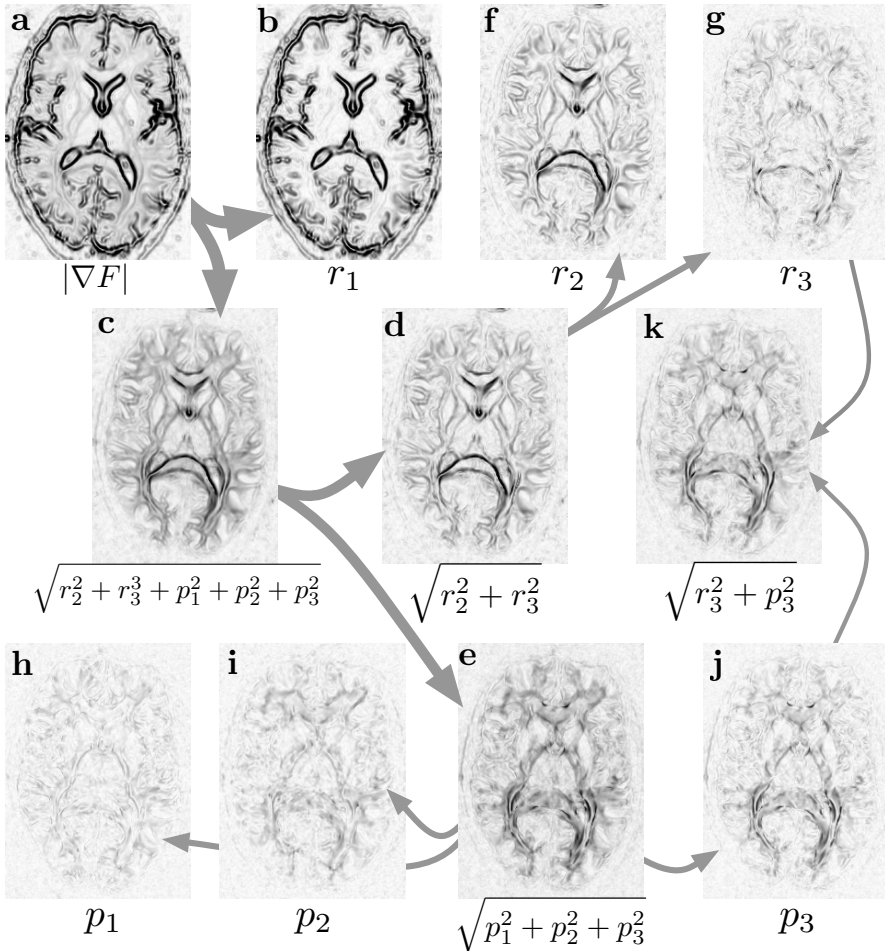 a b f g
|∇F| r₁ r₂ r₃
c d k
√(r₂² + r₃³ + p₁² + p₂² + p₃²) √(r₂² + r₃²) √(r₃² + p₃²)
h i e j
p₁ p₂ √(p₁² + p₂² + p₃²) p₃